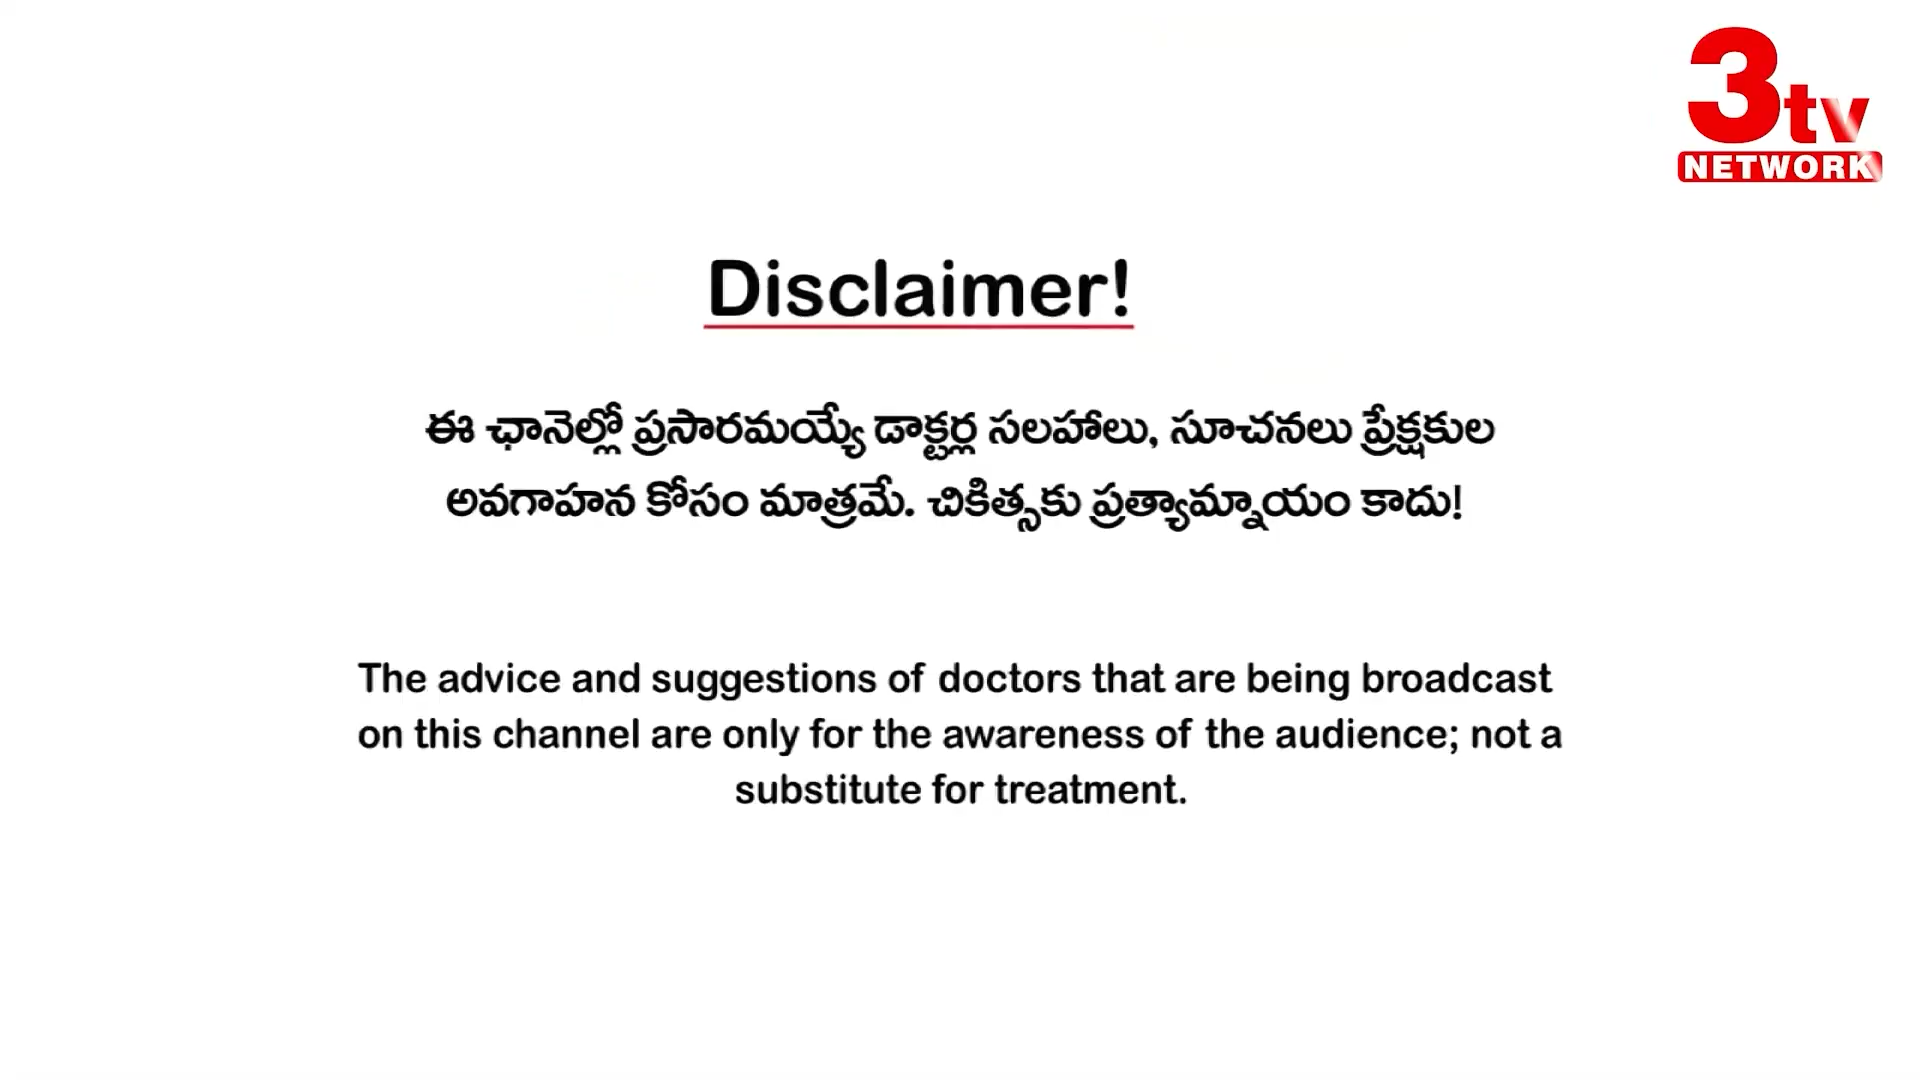 3tv
NETWORK
Disclaimer!
ఈ ఛానెల్లో ప్రసారమయ్యే డాక్టర్ల సలహాలు, సూచనలు ప్రేక్షకుల
అవగాహన కోసం మాత్రమే. చికిత్సకు ప్రత్యామ్నాయం కాదు!
The advice and suggestions of doctors that are being broadcast
on this channel are only for the awareness of the audience; not a
substitute for treatment.